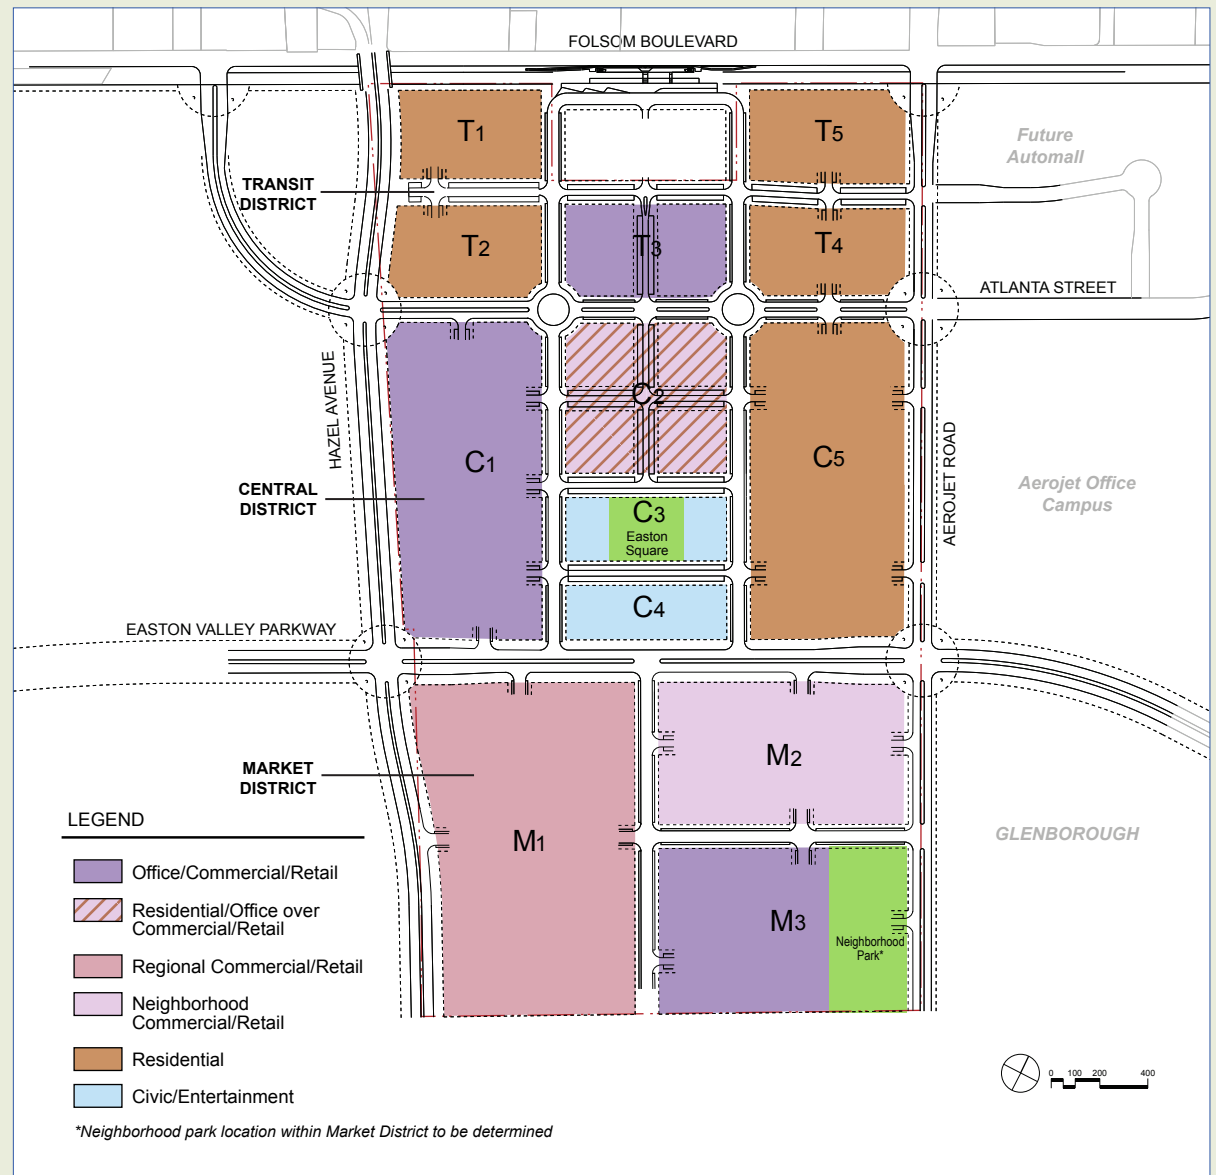 FOLSOM BOULEVARD
T1
T5
Future
Automall
TRANSIT
DISTRICT
T2
T3
T4
ATLANTA STREET
HAZEL AVENUE
C2
C1
C5
AEROJET ROAD
CENTRAL
DISTRICT
Aerojet Office
Campus
C3
Easton
Square
C4
EASTON VALLEY PARKWAY
MARKET
DISTRICT
M2
M1
GLENBOROUGH
M3
Neighborhood
Park*
LEGEND
Office/Commercial/Retail
Residential/Office over
Commercial/Retail
Regional Commercial/Retail
Neighborhood
Commercial/Retail
Residential
Civic/Entertainment
*Neighborhood park location within Market District to be determined
0 100 200 400